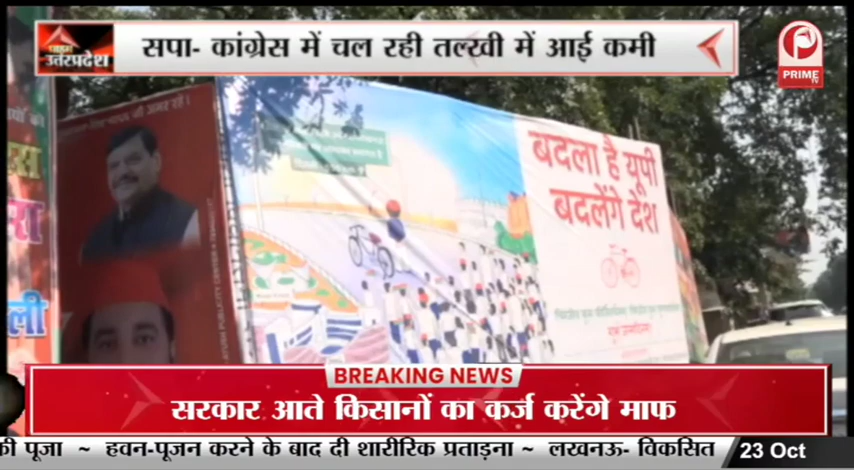 उत्तरप्रदेश
सपा- कांग्रेस में चल रही तल्खी में आई कमी
PRIME
TV
बदला है यूपी
बदलेंगे देश
BREAKING NEWS
सरकार आते किसानों का कर्ज करेंगे माफ
की पूजा ~ हवन-पूजन करने के बाद दी शारीरिक प्रताड़ना ~ लखनऊ- विकसित
23 Oct